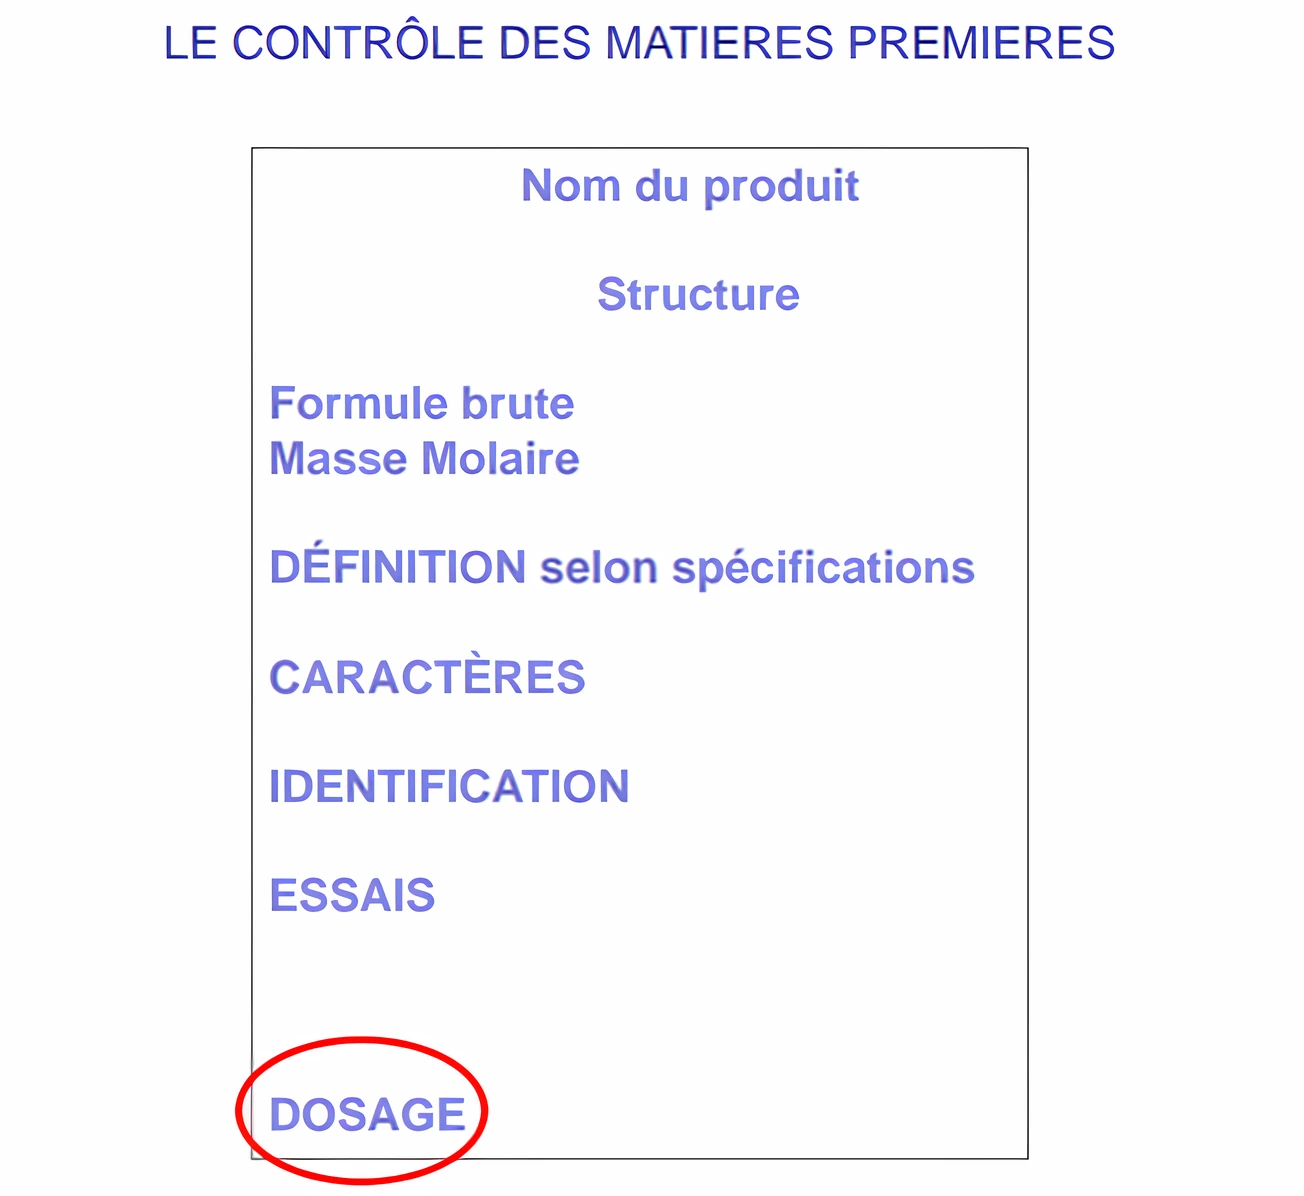 LE CONTRÔLE DES MATIERES PREMIERES
Nom du produit
Structure
Formule brute
Masse Molaire
DÉFINITION selon spécifications
CARACTÈRES
IDENTIFICATION
ESSAIS
DOSAGE